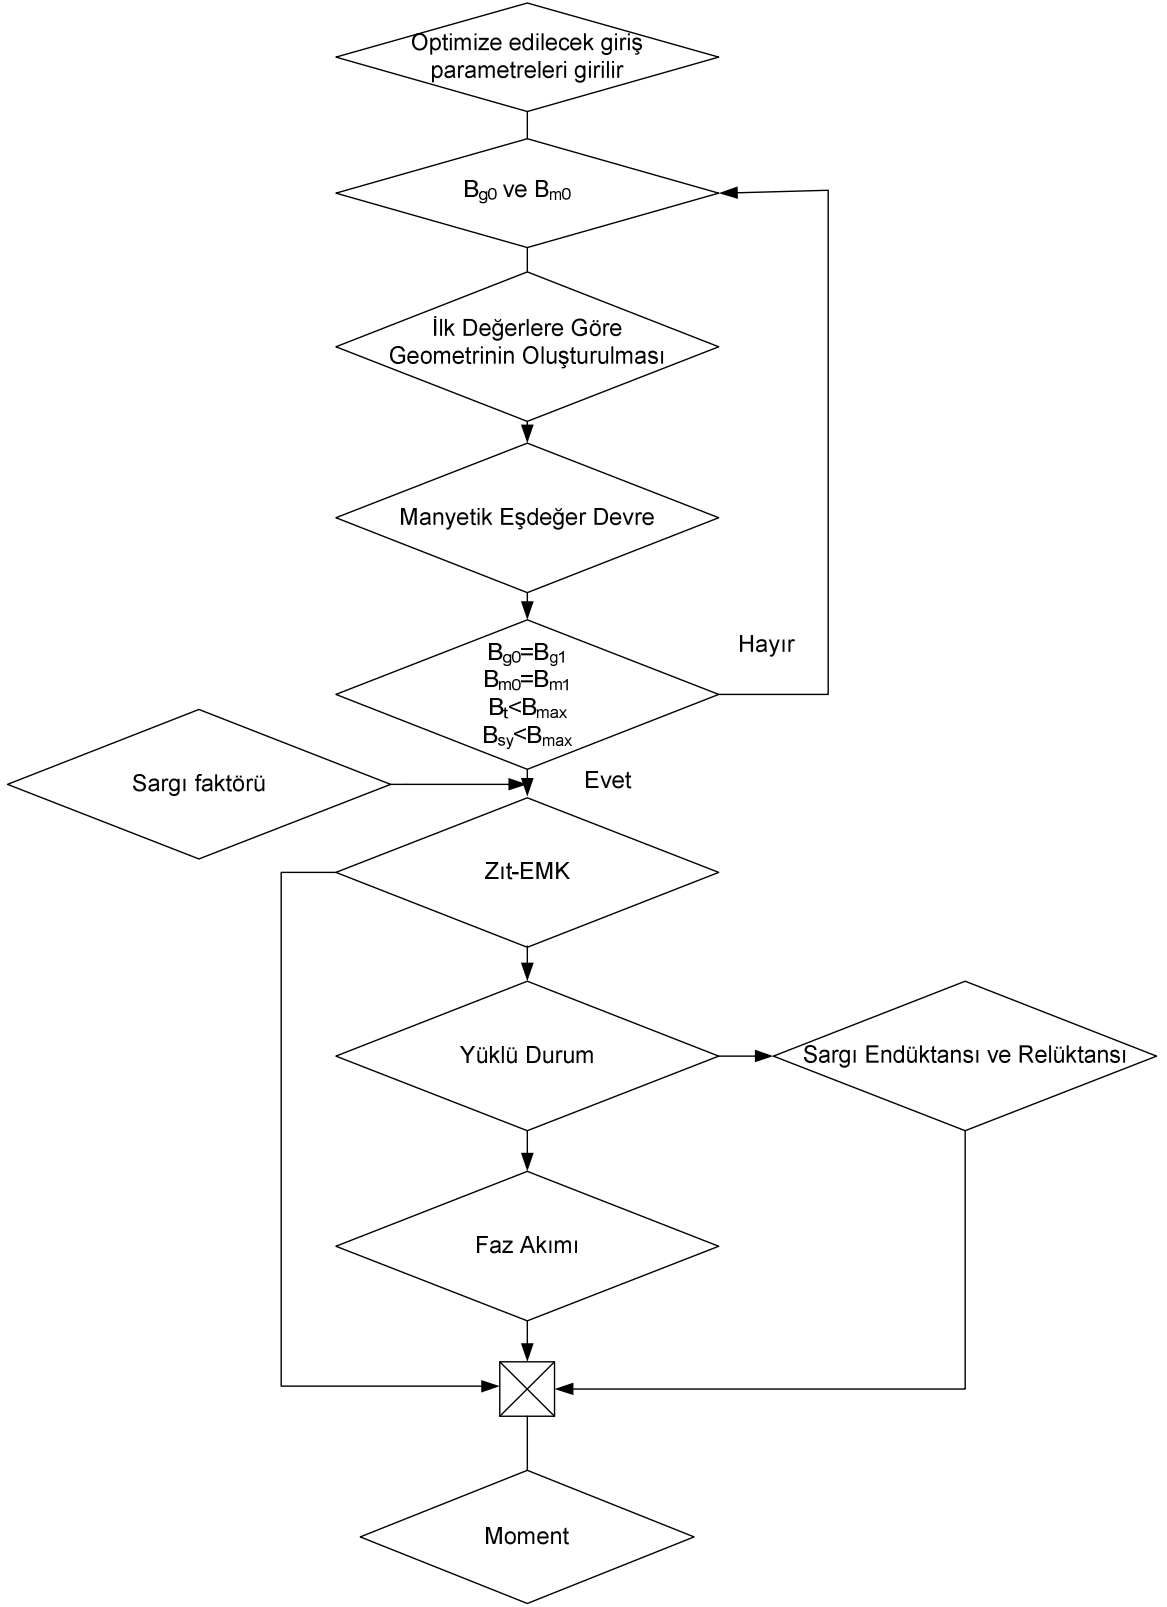 Optimize edilecek giriş
parametreleri girilir
Bg0 ve Bm0
İlk Değerlere Göre
Geometrinin Oluşturulması
Manyetik Eşdeğer Devre
Bg0=Bg1
Bm0=Bm1
Bt<Bmax
Bsy<Bmax
Hayır
Evet
Sargı faktörü
Zıt-EMK
Yüklü Durum
Sargı Endüktansı ve Relüktansı
Faz Akımı
Moment